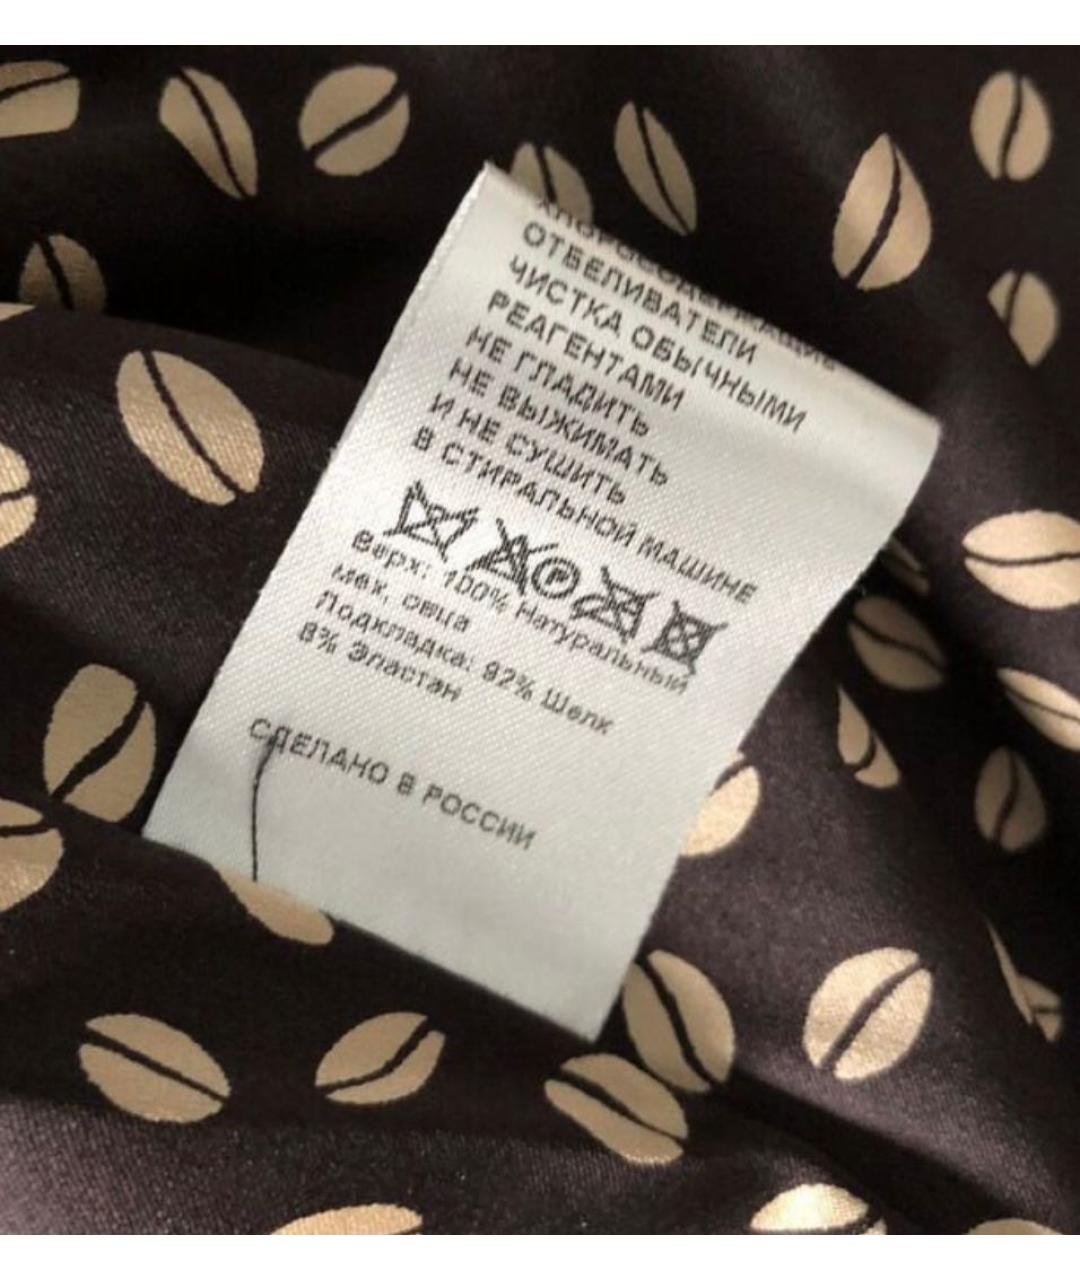 ХЛОРОСОДЕРЖАЩИЕ
ОТБЕЛИВАТЕЛИ
ЧИСТКА ОБЫЧНЫМИ
РЕАГЕНТАМИ
НЕ ГЛАДИТЬ
НЕ ВЫЖИМАТЬ
И НЕ СУШИТЬ
В СТИРАЛЬНОЙ МАШИНЕ
P
Верх: 100% Натуральный
мех, овца
Подкладка: 92% Шелк
8% Эластан
СДЕЛАНО В РОССИИ